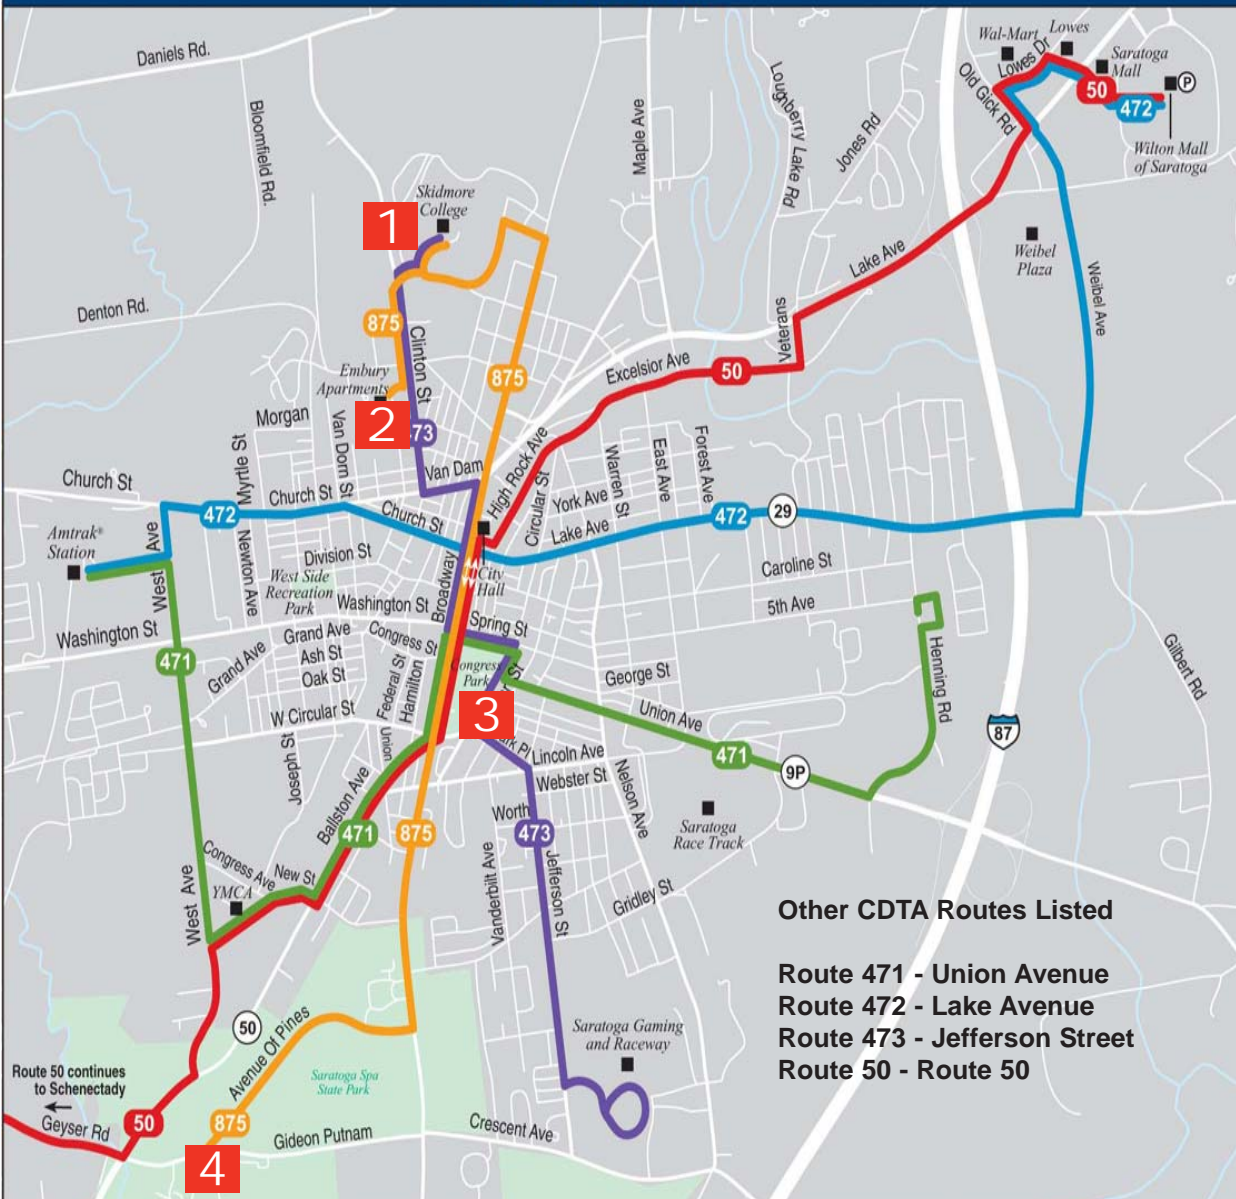 Daniels Rd.
Bloomfield Rd.
Maple Ave
Loughberry Lake Rd
Jones Rd
Wal-Mart
Lowes
Lowes Dr
Saratoga
Mall
Old Gick Rd
50
472
P
Wilton Mall
of Saratoga
Skidmore
College
1
Weibel
Plaza
Weibel Ave
Lake Ave
Veterans
Denton Rd.
875
Clinton St
Embury
Apartments
2
73
875
Excelsior Ave
50
Morgan
Van Dorn St
Myrtle St
Van Dam
High Rock Ave
Circular St
Warren St
East Ave
Forest Ave
Church St
472
Church St
Church St
York Ave
Lake Ave
472
29
Amtrak®
Station
West Ave
Newton Ave
Division St
West Side
Recreation
Park
Broadway
City
Hall
Caroline St
Washington St
Washington St
Spring St
5th Ave
471
Grand Ave
Grand Ave
Ash St
Oak St
Congress St
Federal St
Hamilton
Congress
Park
George St
Henning Rd
Gilbert Rd
W Circular St
Union
3
Union Ave
471
9P
87
Joseph St
Lincoln Ave
Webster St
Nelson Ave
Ballston Ave
471
875
Worth
473
Saratoga
Race Track
Congress Ave
New St
YMCA
West Ave
Vanderbilt Ave
Jefferson St
Gridley St
Other CDTA Routes Listed
Route 471 - Union Avenue
Route 472 - Lake Avenue
Route 473 - Jefferson Street
Route 50 - Route 50
50
Avenue Of Pines
Saratoga Gaming
and Raceway
Saratoga Spa
State Park
Route 50 continues
to Schenectady
Geyser Rd
50
875
Gideon Putnam
Crescent Ave
4